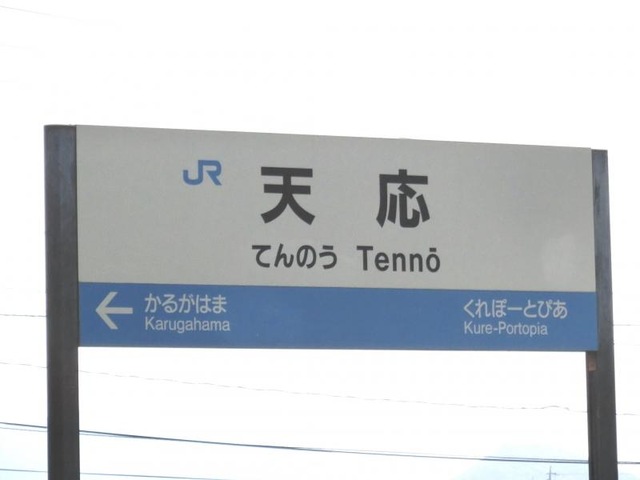 JR 天応
てんのう Tennō
← かるがはま くれぽーとぴあ
Karugahama Kure-Portopia